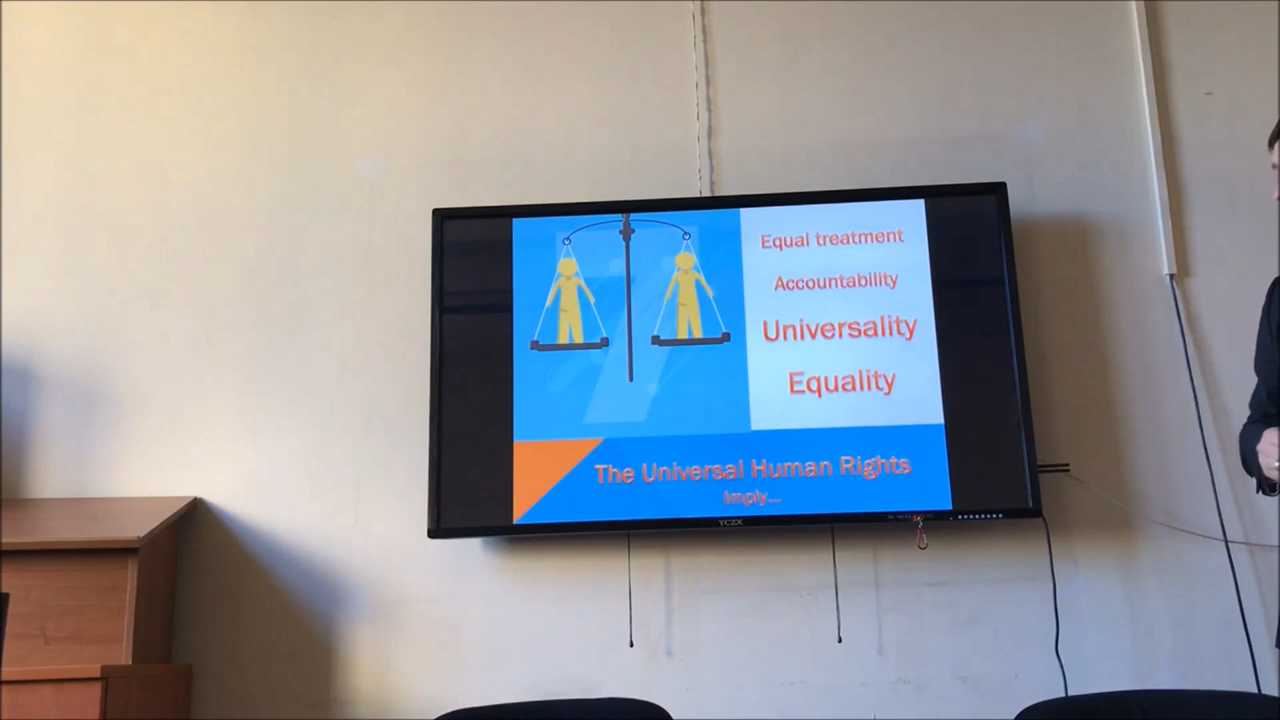 Equal treatment
Accountability
Universality
Equality
The Universal Human Rights
Imply....
YCZX